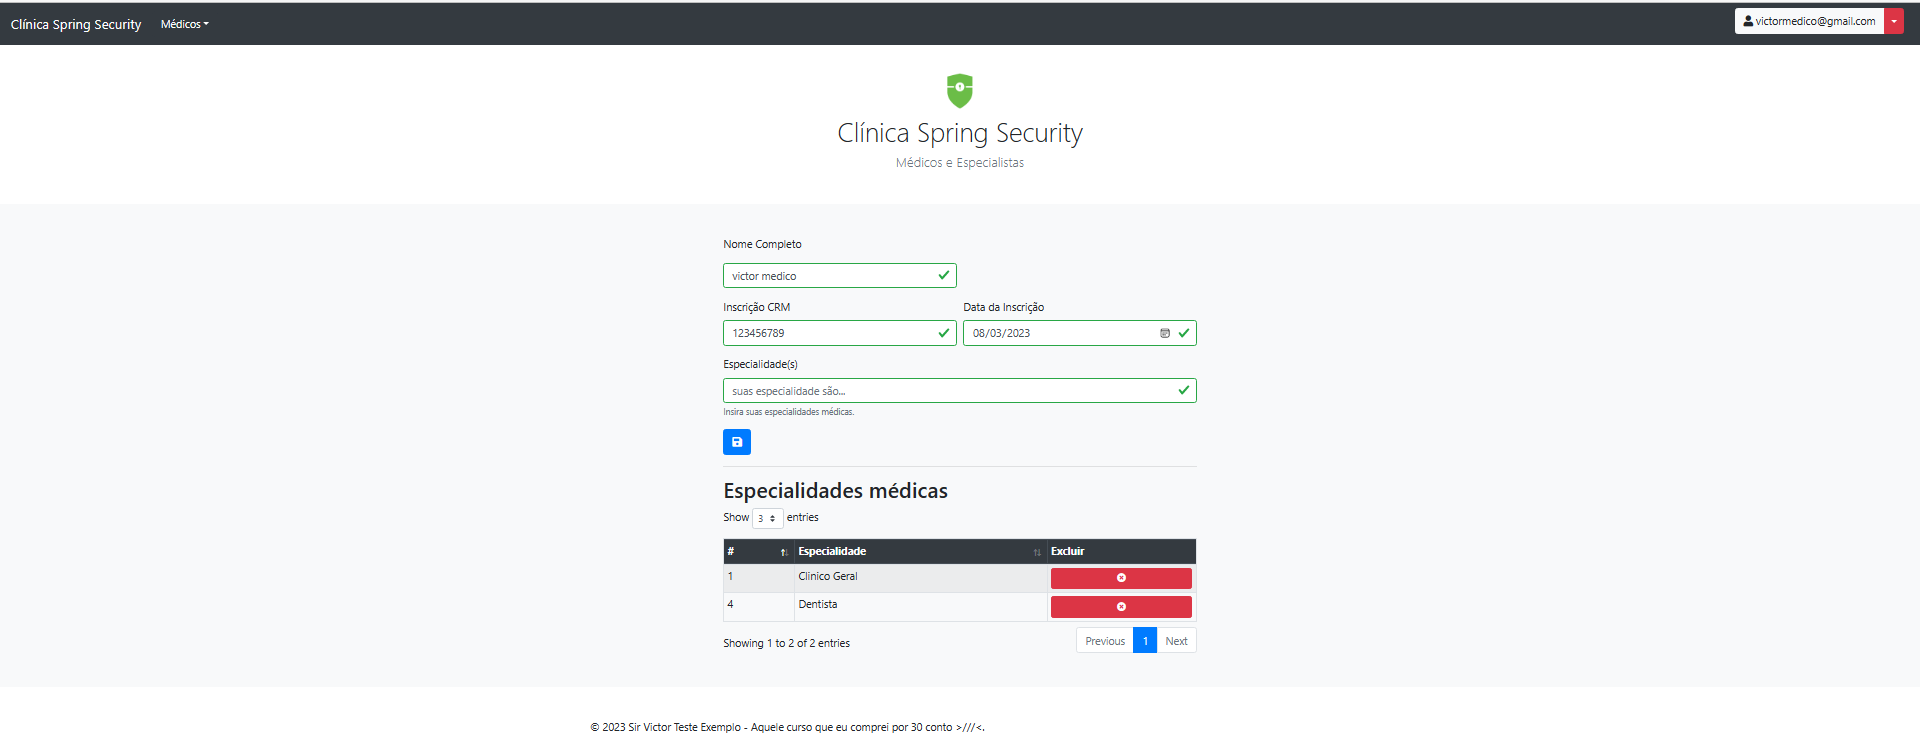 Clínica Spring Security Médicos victormedico@gmail.com
Clínica Spring Security
Médicos e Especialistas
Nome Completo
victor medico
Inscrição CRM Data da Inscrição
123456789 08/03/2023
Especialidade(s)
suas especialidade são...
Insira suas especialidades médicas.
Especialidades médicas
Show 3 entries
# Especialidade Excluir
1 Clinico Geral
4 Dentista
Showing 1 to 2 of 2 entries Previous 1 Next
© 2023 Sir Victor Teste Exemplo - Aquele curso que eu comprei por 30 conto >///<.